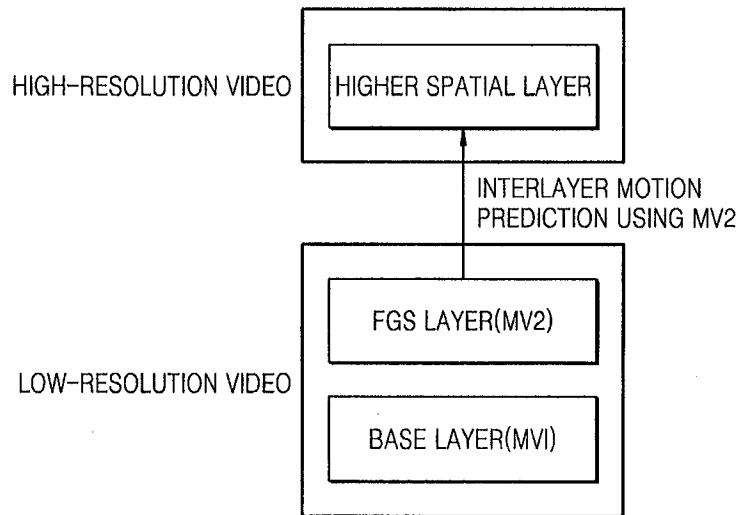 HIGH-RESOLUTION VIDEO
HIGHER SPATIAL LAYER
INTERLAYER MOTION
PREDICTION USING MV2
FGS LAYER(MV2)
LOW-RESOLUTION VIDEO
BASE LAYER(MVI)